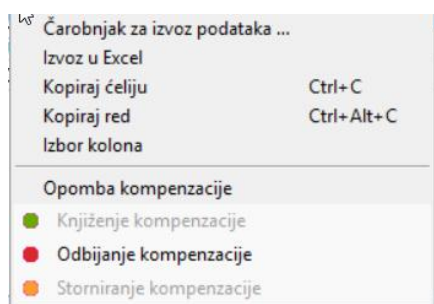 Čarobnjak za izvoz podataka ...
Izvoz u Excel
Kopiraj ćeliju Ctrl+C
Kopiraj red Ctrl+Alt+C
Izbor kolona
Opomba kompenzacije
Knjiženje kompenzacije
Odbijanje kompenzacije
Storniranje kompenzacije